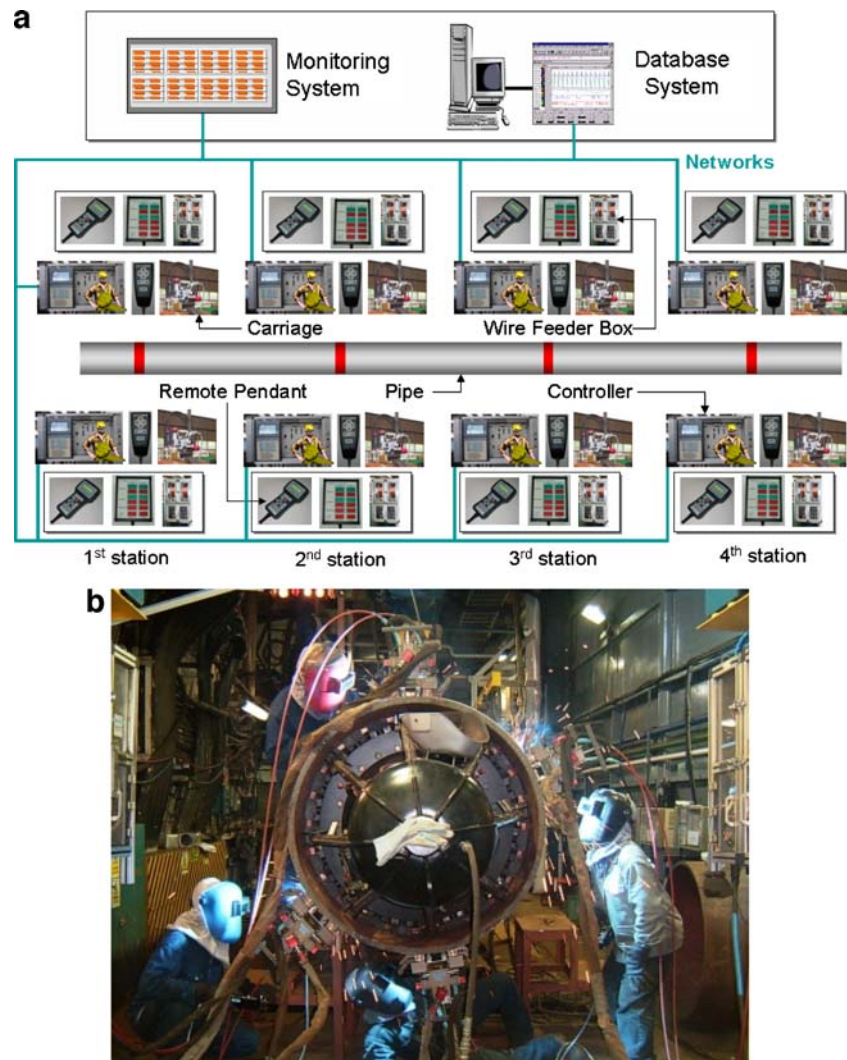 a
Monitoring
System
Database
System
Networks
Carriage
Wire Feeder Box
Remote Pendant
Pipe
Controller
1st station
2nd station
3rd station
4th station
b